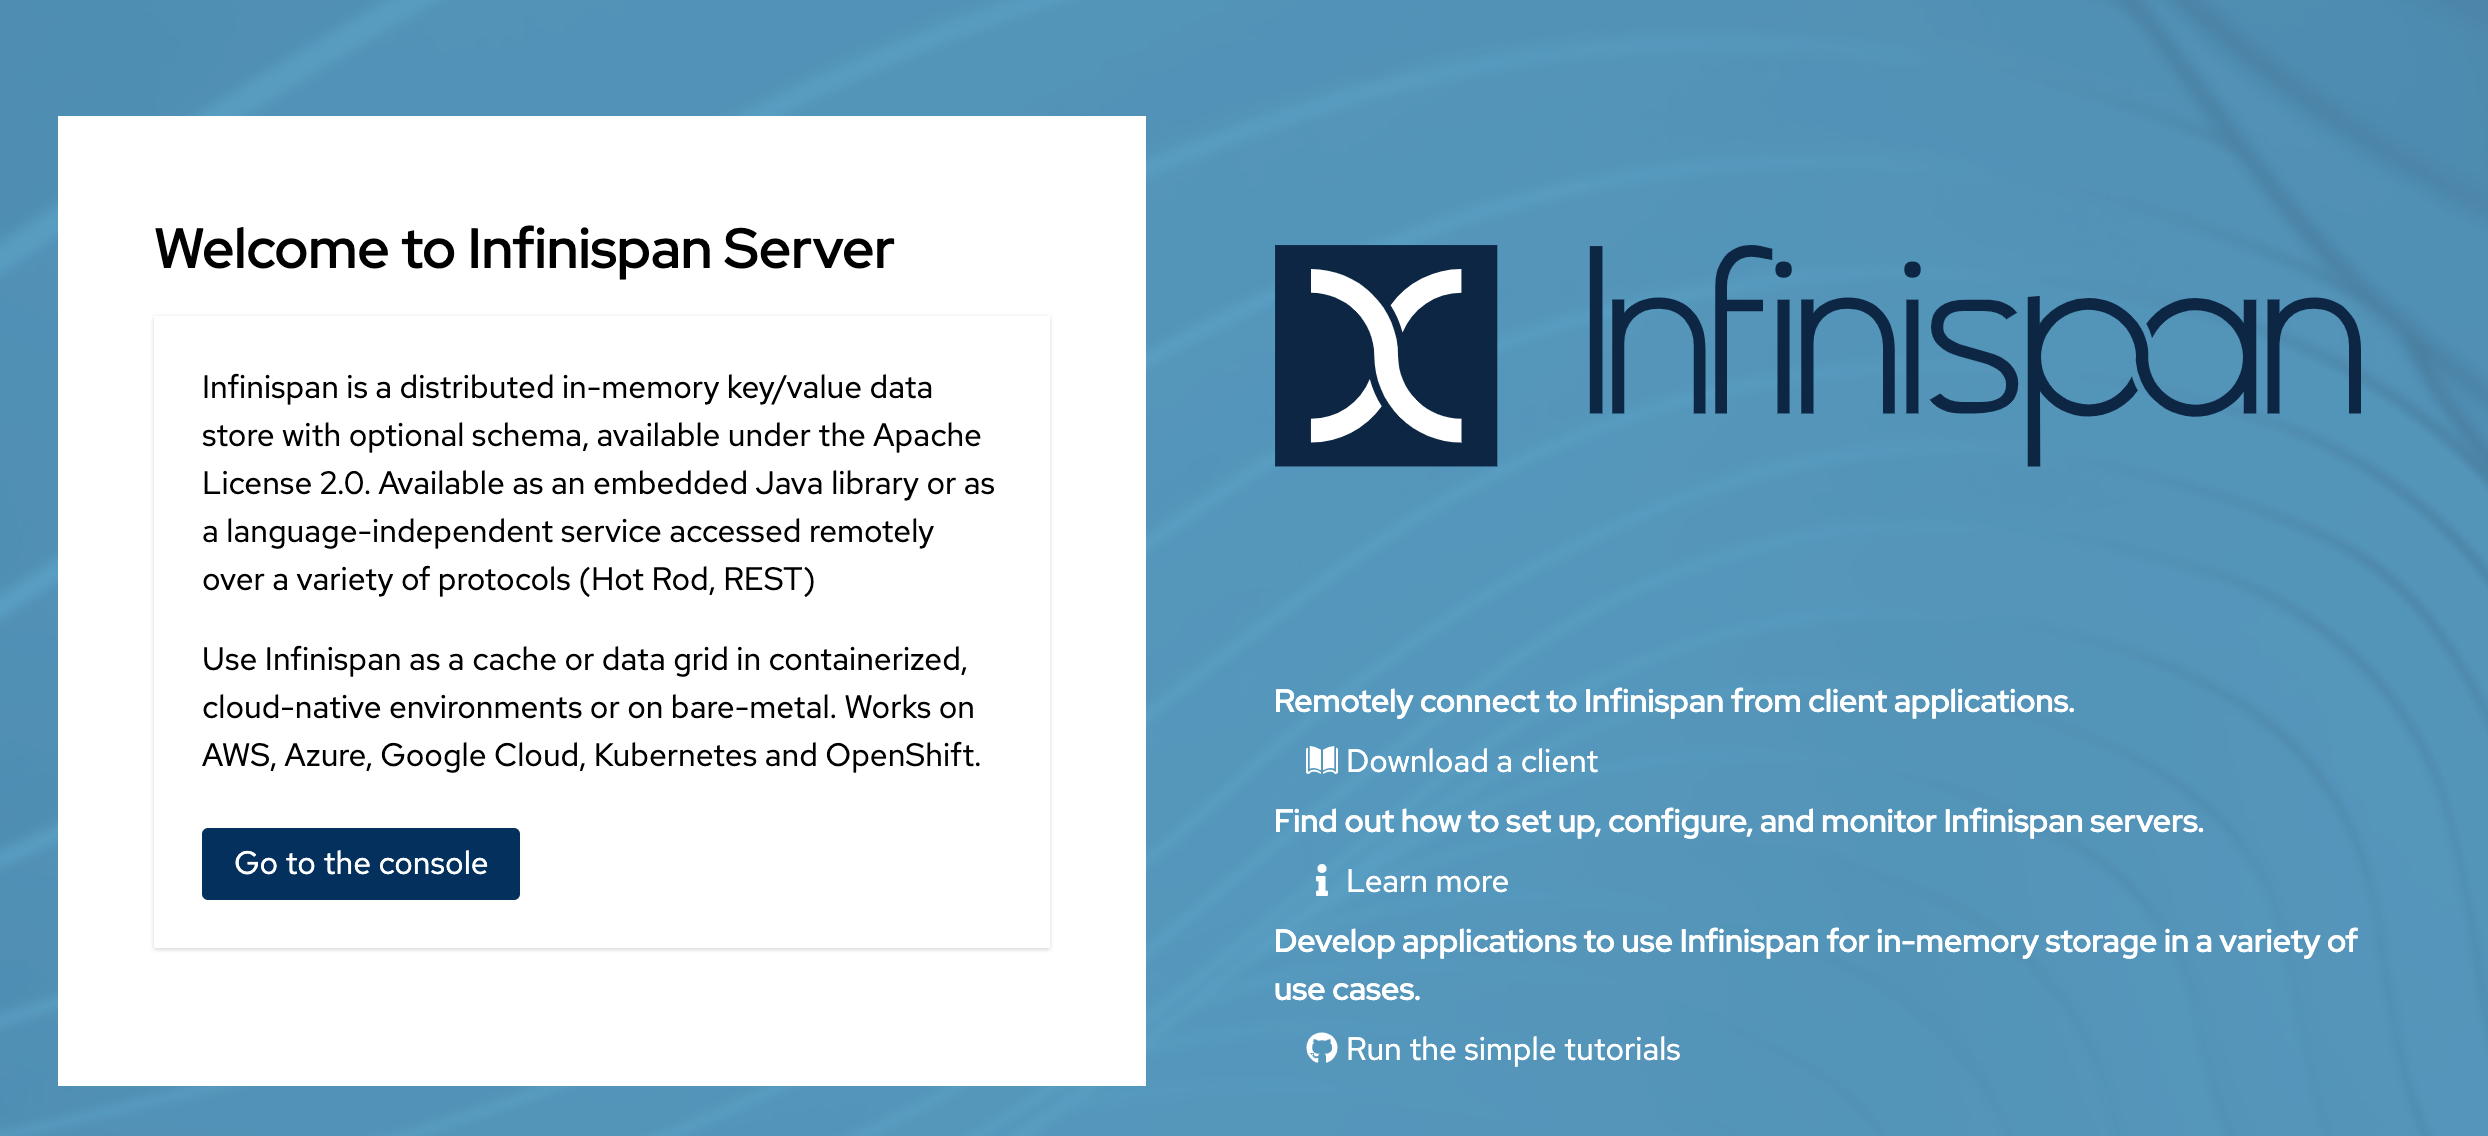 Welcome to Infinispan Server
Infinispan is a distributed in-memory key/value data
store with optional schema, available under the Apache
License 2.0. Available as an embedded Java library or as
a language-independent service accessed remotely
over a variety of protocols (Hot Rod, REST)
Use Infinispan as a cache or data grid in containerized,
cloud-native environments or on bare-metal. Works on
AWS, Azure, Google Cloud, Kubernetes and OpenShift.
Go to the console
Infinispan
Remotely connect to Infinispan from client applications.
Download a client
Find out how to set up, configure, and monitor Infinispan servers.
Learn more
Develop applications to use Infinispan for in-memory storage in a variety of
use cases.
Run the simple tutorials